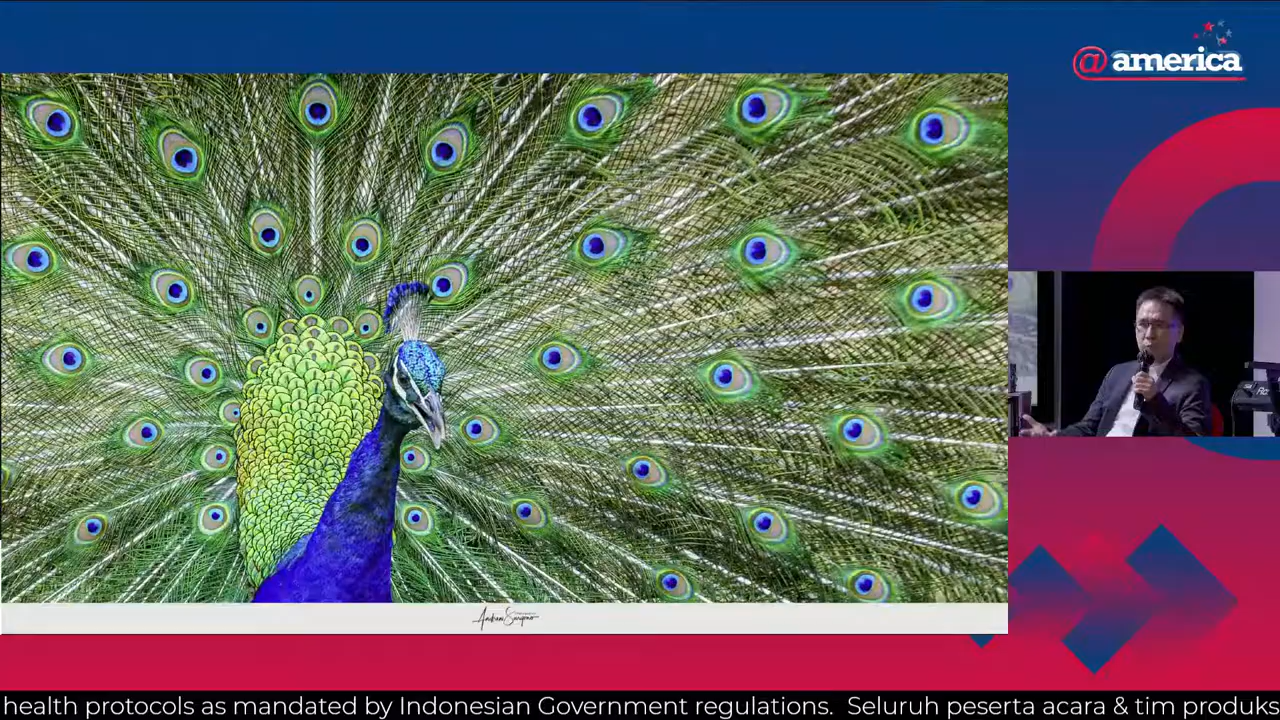 @america
health protocols as mandated by Indonesian Government regulations.  Seluruh peserta acara & tim produks